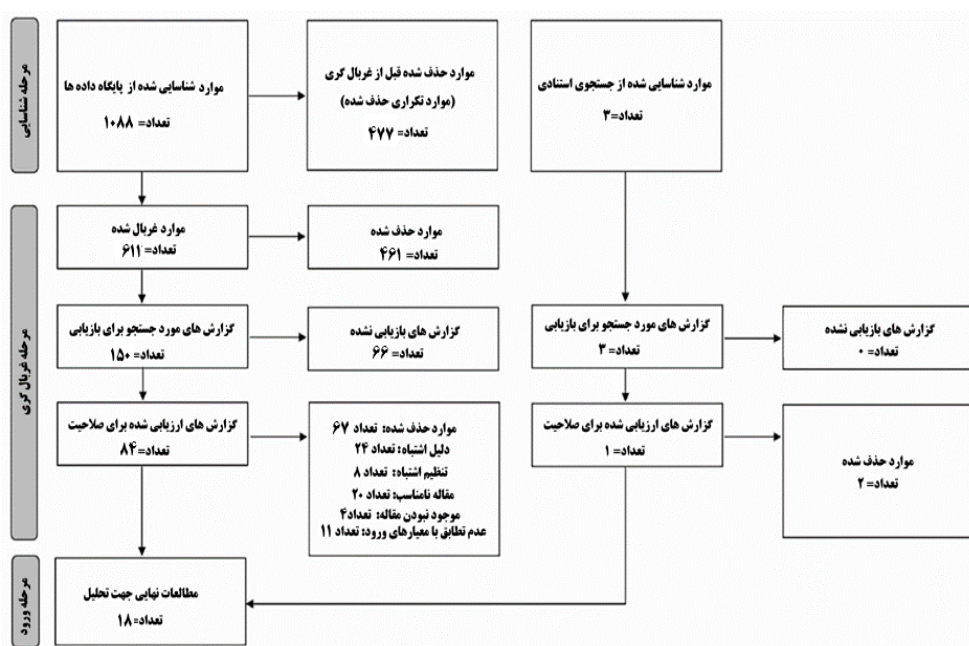 مرحله شناسایی
موارد شناسایی شده از پایگاه داده ها
تعداد= ۱۰۸۸
موارد حذف شده قبل از غربال گری
(موارد تکراری حذف شده)
تعداد= ۴۷۷
موارد شناسایی شده از جستجوی استنادی
تعداد=۳
مرحله غربال گری
موارد غربال شده
تعداد= ۶۱۱
موارد حذف شده
تعداد= ۴۶۱
گزارش های مورد جستجو برای بازیابی
تعداد= ۱۵۰
گزارش های بازیابی نشده
تعداد= ۶۶
گزارش های مورد جستجو برای بازیابی
تعداد= ۳
گزارش های بازیابی نشده
تعداد= ۰
گزارش های ارزیابی شده برای صلاحیت
تعداد=۸۴
موارد حذف شده: تعداد ۶۷
دلیل اشتباه: تعداد ۲۴
تنظیم اشتباه: تعداد ۸
مقاله نامناسب: تعداد ۲۰
موجود نبودن مقاله: تعداد۴
عدم تطابق با معیارهای ورود: تعداد ۱۱
گزارش های ارزیابی شده برای صلاحیت
تعداد= ۱
موارد حذف شده
تعداد= ۲
مرحله ورود
مطالعات نهایی جهت تحلیل
تعداد= ۱۸